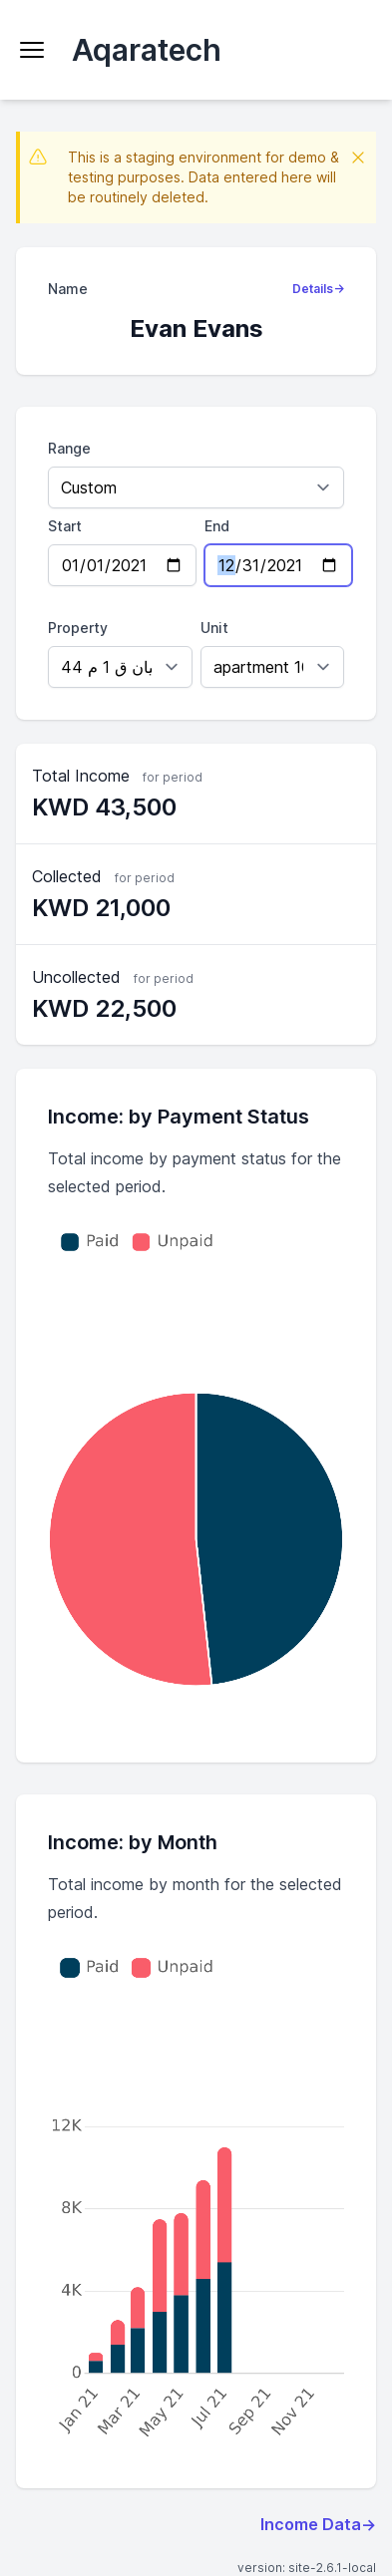 Aqaratech
This is a staging environment for demo &
testing purposes. Data entered here will
be routinely deleted.
Name
Details→
Evan Evans
Range
Custom
Start
End
01/01/2021
12/31/2021
Property
Unit
بان ق 1 م 44
apartment
Total Income for period
KWD 43,500
Collected for period
KWD 21,000
Uncollected for period
KWD 22,500
Income: by Payment Status
Total income by payment status for the
selected period.
Paid Unpaid
Income: by Month
Total income by month for the selected
period.
Paid Unpaid
12K
8K
4K
0
Jan 21 Mar 21 May 21 Jul 21 Sep 21 Nov 21
Income Data→
version: site-2.6.1-local